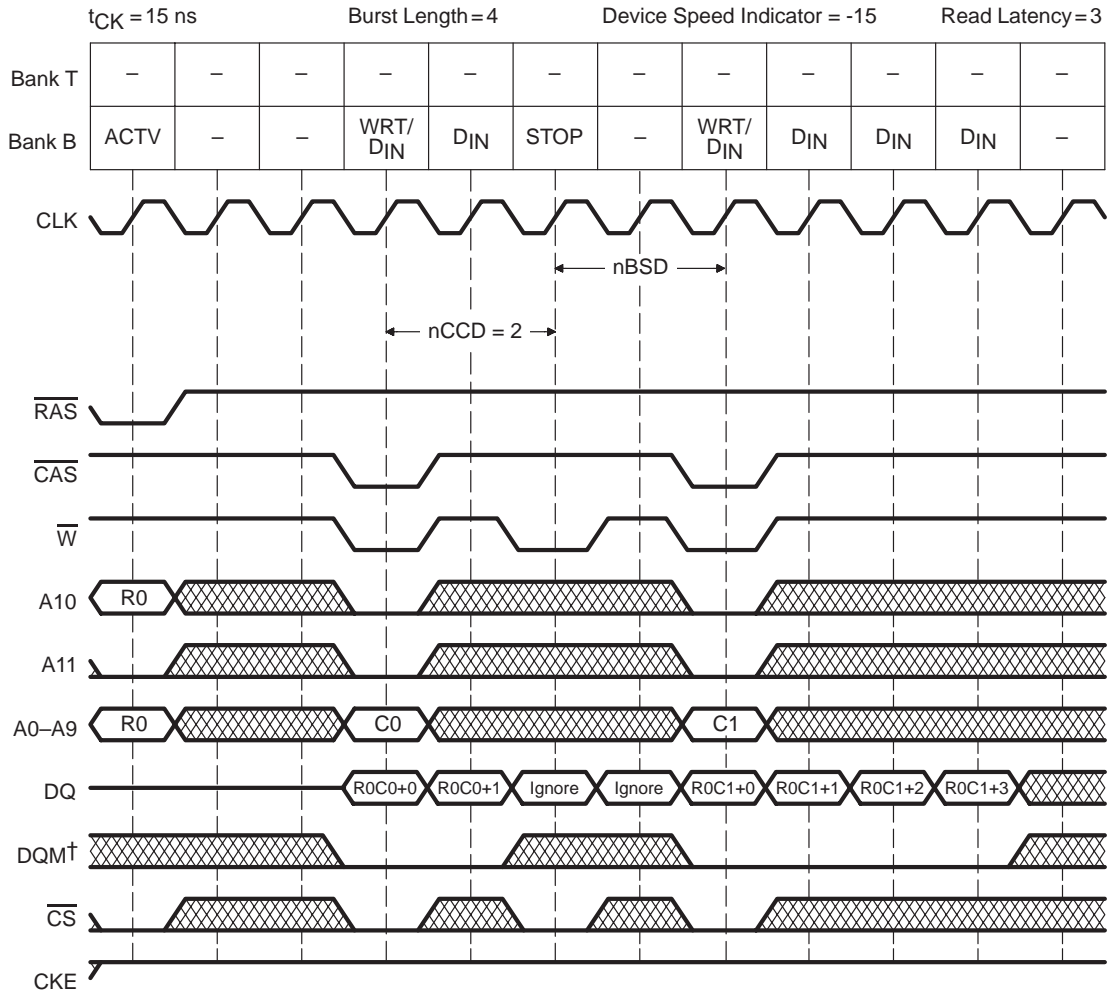 tCK = 15 ns Burst Length = 4 Device Speed Indicator = -15 Read Latency = 3
Bank T – – – – – – – – – – – –
Bank B ACTV – – WRT/ DIN DIN STOP – WRT/ DIN DIN DIN DIN –
CLK
nBSD
nCCD = 2
RAS
CAS
W
A10 R0
A11
A0–A9 R0 C0 C1
DQ R0C0+0 R0C0+1 Ignore Ignore R0C1+0 R0C1+1 R0C1+2 R0C1+3
DQM†
CS
CKE